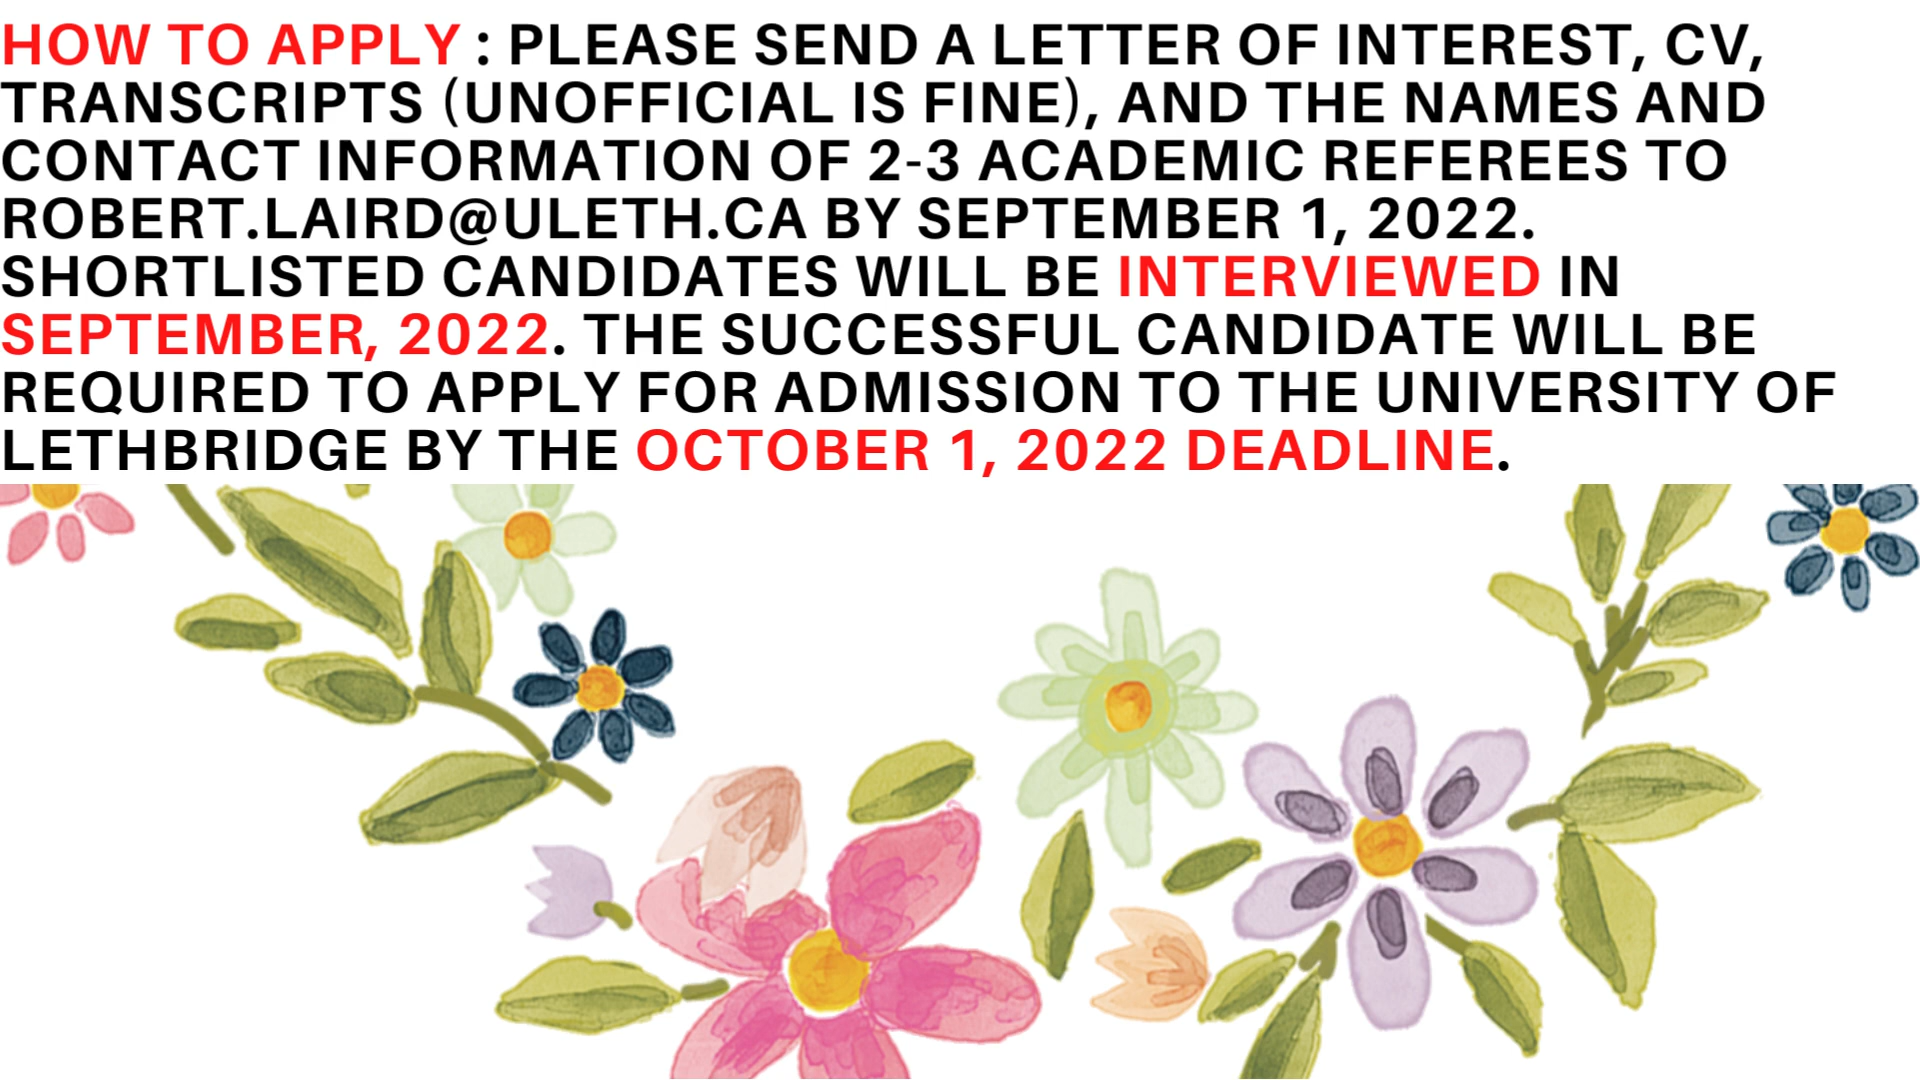 HOW TO APPLY : PLEASE SEND A LETTER OF INTEREST, CV,
TRANSCRIPTS (UNOFFICIAL IS FINE), AND THE NAMES AND
CONTACT INFORMATION OF 2-3 ACADEMIC REFEREES TO
ROBERT.LAIRD@ULETH.CA BY SEPTEMBER 1, 2022.
SHORTLISTED CANDIDATES WILL BE INTERVIEWED IN
SEPTEMBER, 2022. THE SUCCESSFUL CANDIDATE WILL BE
REQUIRED TO APPLY FOR ADMISSION TO THE UNIVERSITY OF
LETHBRIDGE BY THE OCTOBER 1, 2022 DEADLINE.